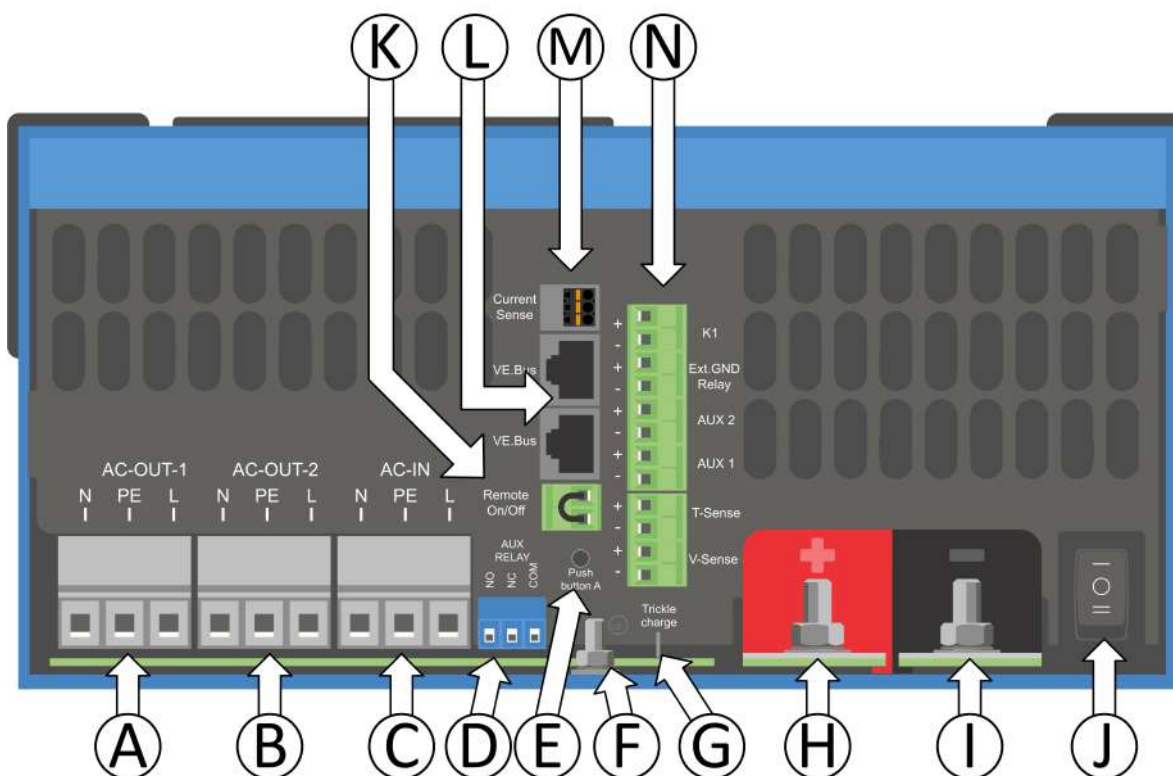 K L M N
Current
Sense
VE.Bus
VE.Bus
+ K1
-
+ Ext.GND
- Relay
+ AUX 2
-
+ AUX 1
-
+ T-Sense
-
+ V-Sense
-
AC-OUT-1 AC-OUT-2 AC-IN
N PE L N PE L N PE L
Remote
On/Off
AUX
RELAY
NO NC COM
Push
button A
Trickle
charge
+ -
I
O
II
A B C D E F G H I J